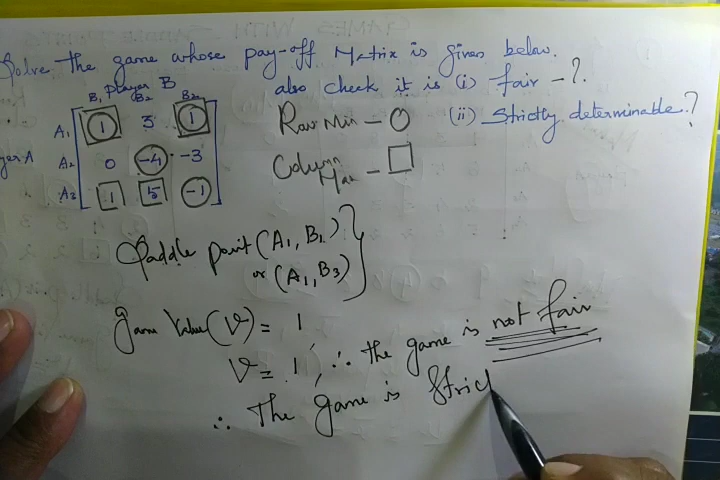 Solve the game whose pay-off Matrix is given below.
also check it is (i) fair - ?.
(ii) Strictly determinable?
Player B
B₁ B₂ B₃
A₁ 1 3 1
yer A A₂ 0 -4 -3
A₃ 1 5 -1
Row Min - O
Column Max - □
Saddle point (A₁, B₁)
or (A₁, B₃)
Game Value (V) = 1
V = 1, ∴ the game is not fair
∴ The game is Stric